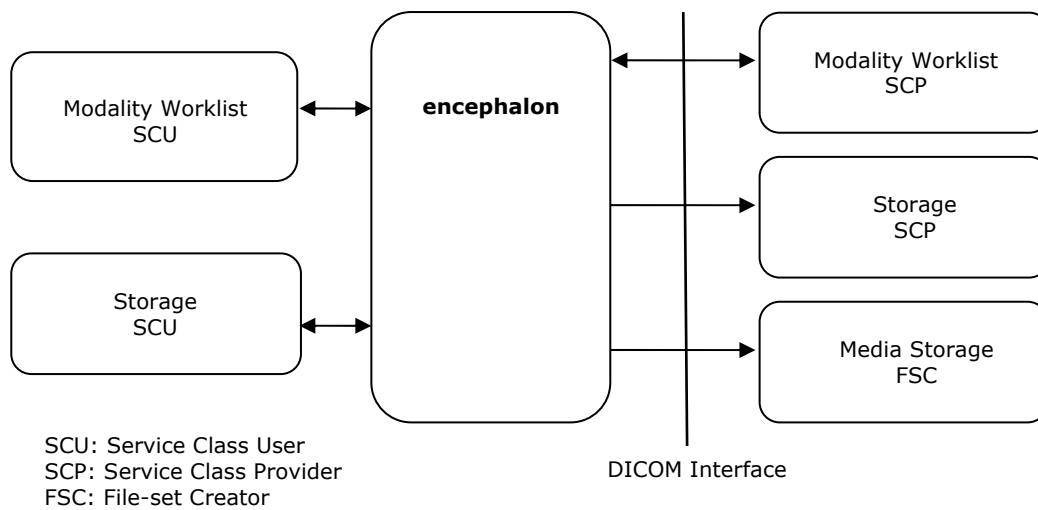 Modality Worklist
SCU
Storage
SCU
encephalon
Modality Worklist
SCP
Storage
SCP
Media Storage
FSC
SCU: Service Class User
SCP: Service Class Provider
FSC: File-set Creator
DICOM Interface